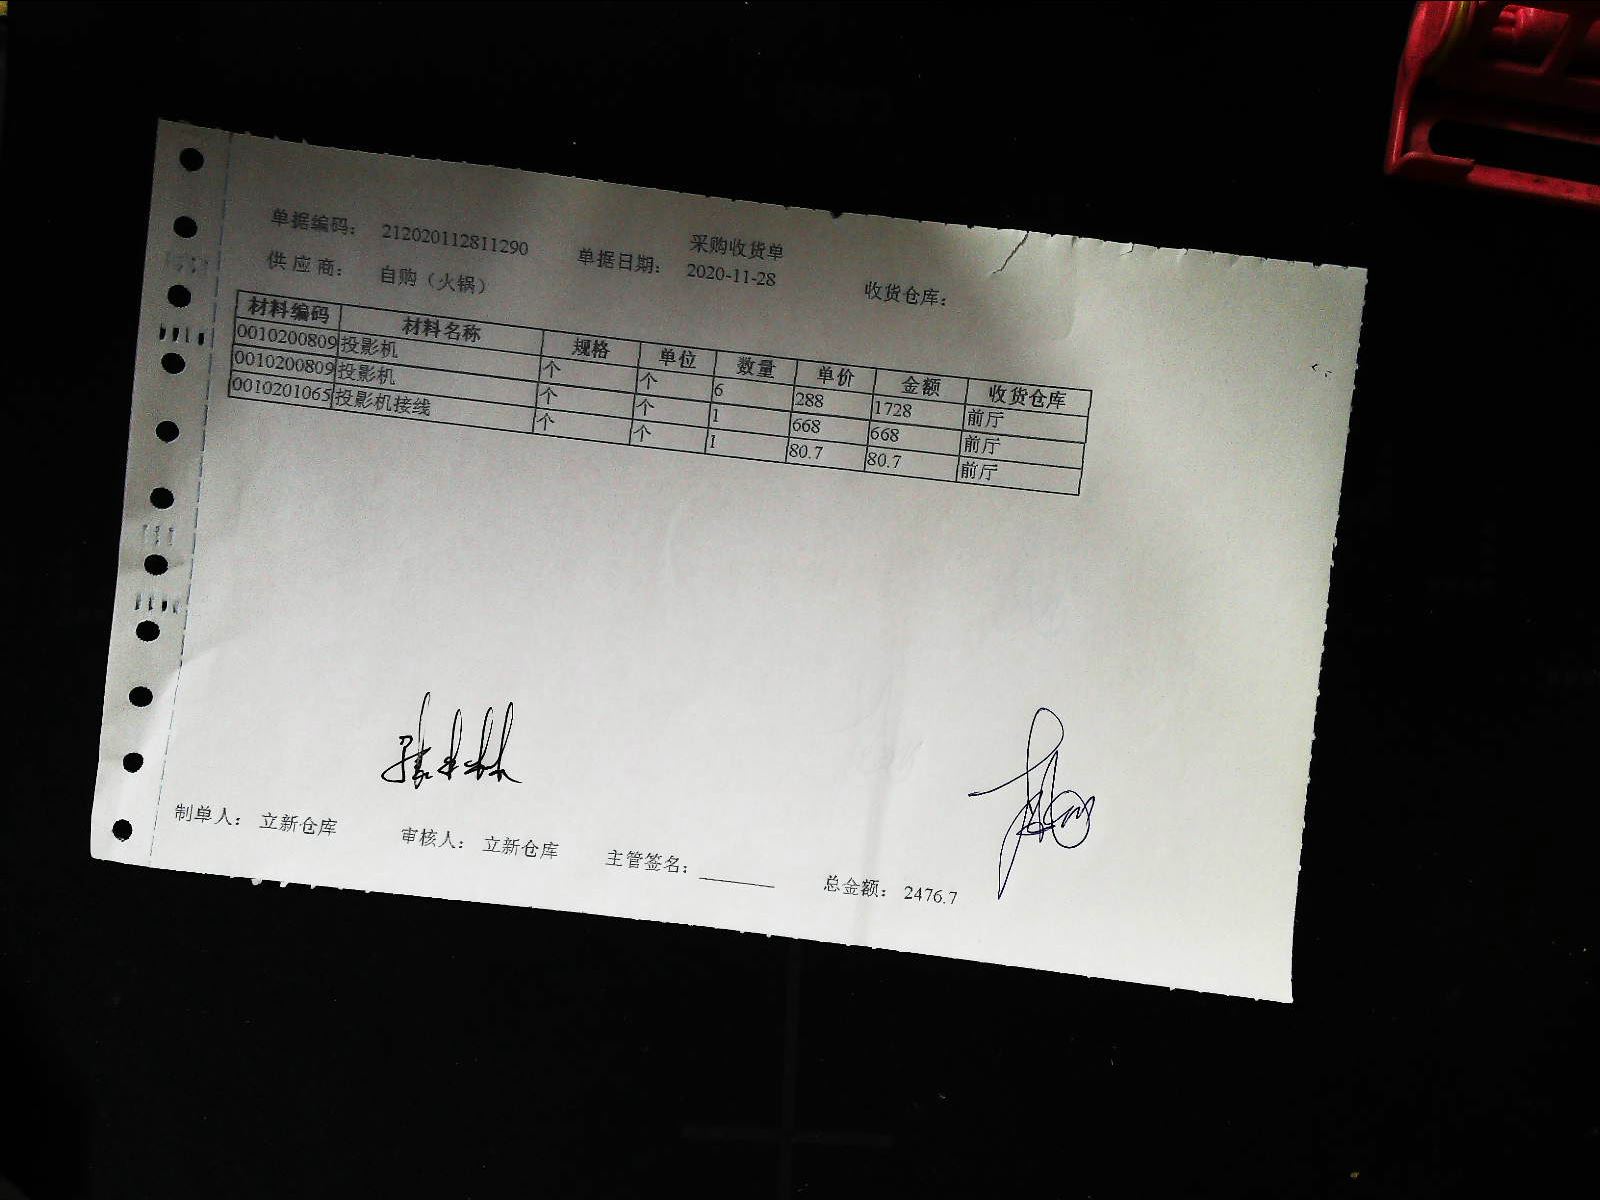 采购收货单
单据编码： 212020112811290 单据日期： 2020-11-28 收货仓库：
供 应 商： 自购（火锅）
材料编码 材料名称 规格 单位 数量 单价 金额 收货仓库
0010200809 投影机 个 个 6 288 1728 前厅
0010200809 投影机 个 个 1 668 668 前厅
0010201065 投影机接线 个 个 1 80.7 80.7 前厅
制单人： 立新仓库 审核人： 立新仓库 主管签名： 总金额： 2476.7